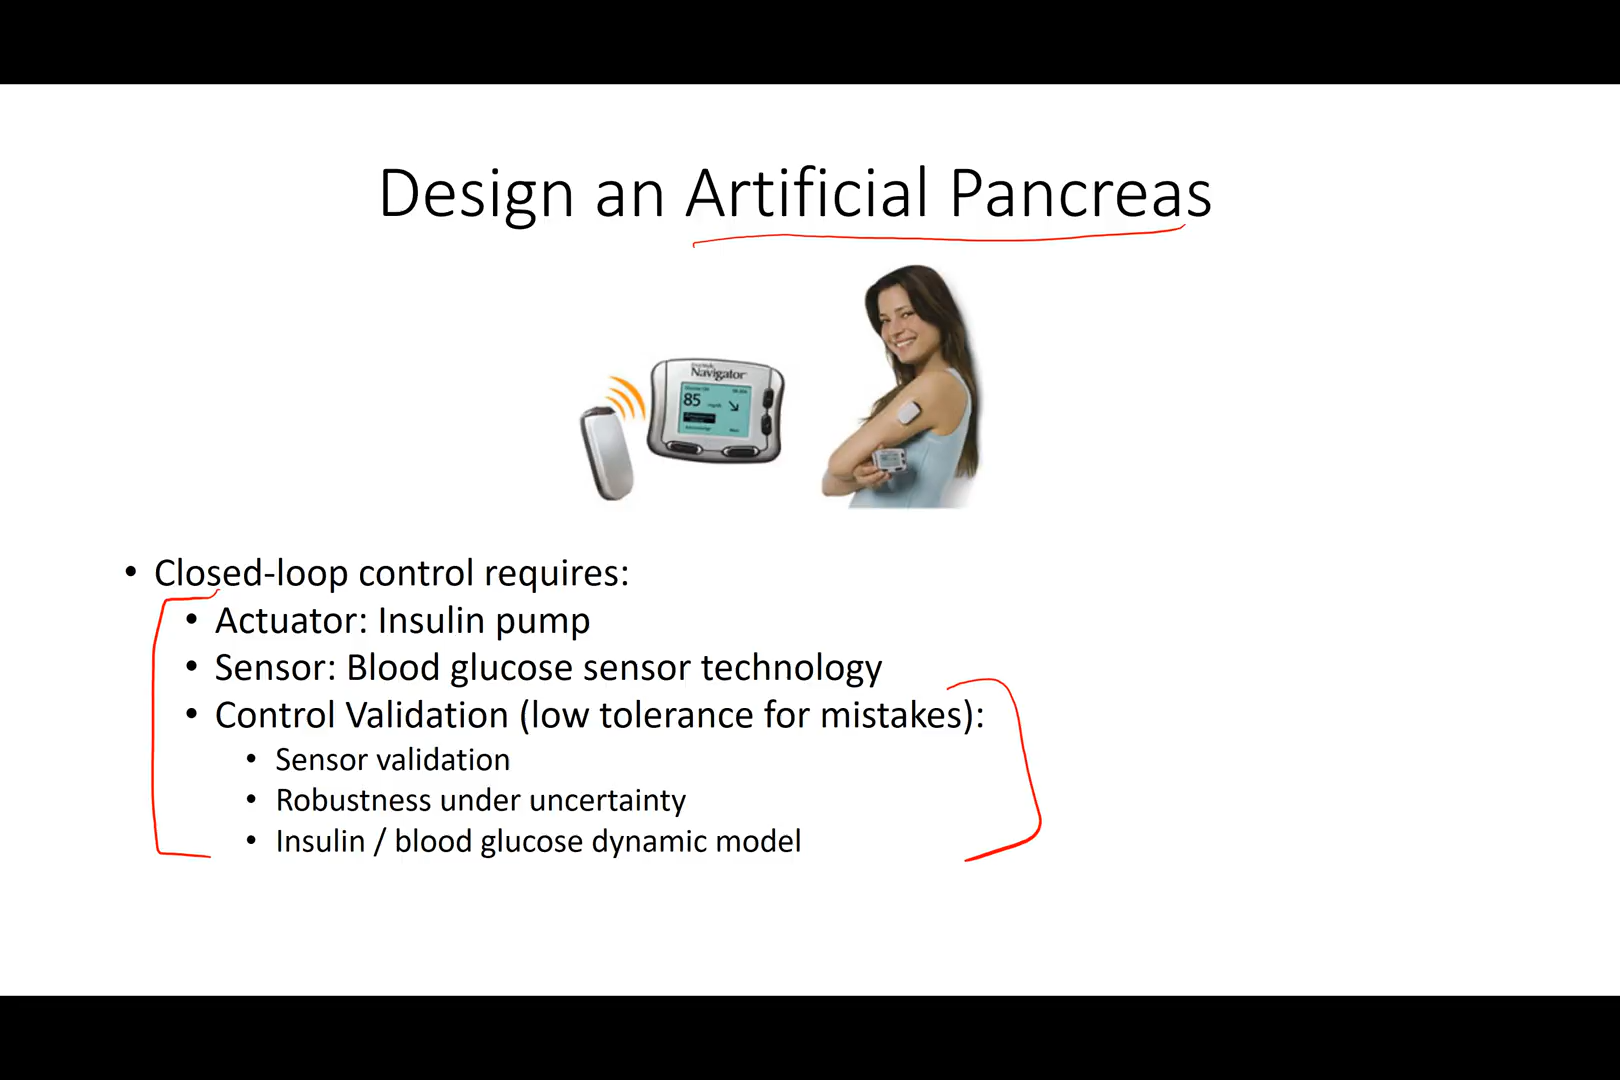 Design an Artificial Pancreas
Navigator
85
• Closed-loop control requires:
• Actuator: Insulin pump
• Sensor: Blood glucose sensor technology
• Control Validation (low tolerance for mistakes):
• Sensor validation
• Robustness under uncertainty
• Insulin / blood glucose dynamic model